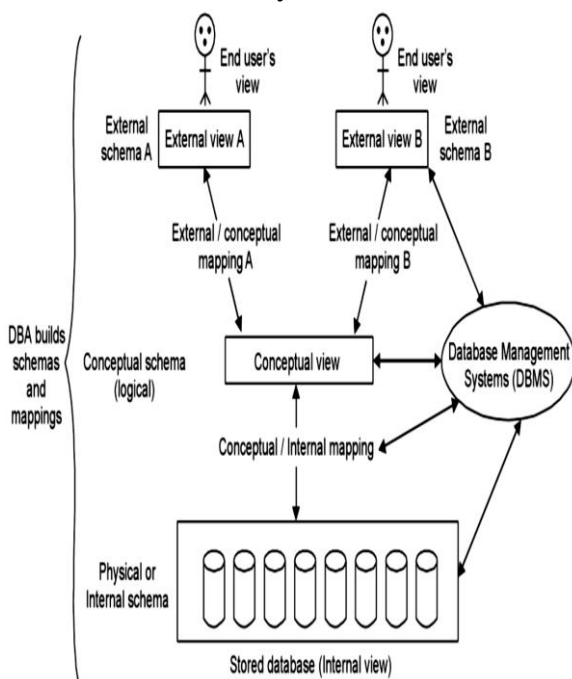 End user's
view
End user's
view
External
schema A
External view A
External view B
External
schema B
External / conceptual
mapping A
External / conceptual
mapping B
DBA builds
schemas
and
mappings
Conceptual schema
(logical)
Conceptual view
Database Management
Systems (DBMS)
Conceptual / Internal mapping
Physical or
Internal schema
Stored database (Internal view)